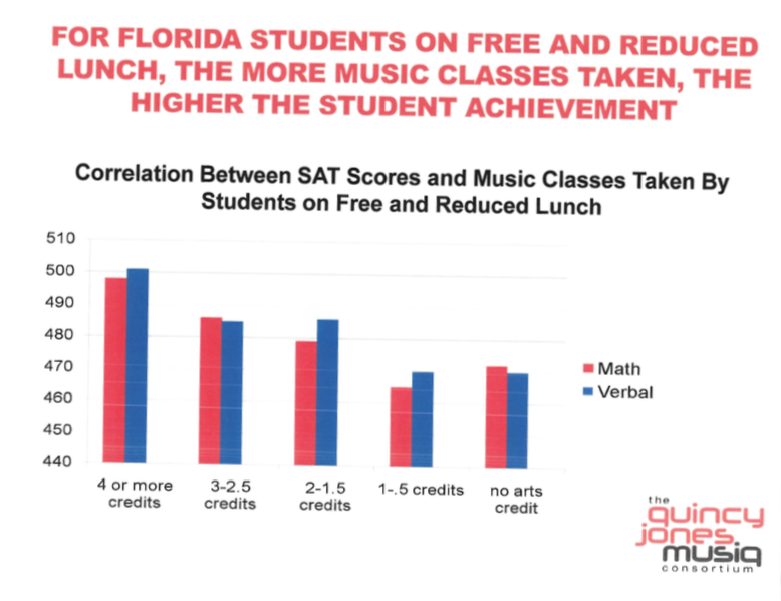 FOR FLORIDA STUDENTS ON FREE AND REDUCED
LUNCH, THE MORE MUSIC CLASSES TAKEN, THE
HIGHER THE STUDENT ACHIEVEMENT
Correlation Between SAT Scores and Music Classes Taken By
Students on Free and Reduced Lunch
510
500
490
480
470
460
450
440
Math
Verbal
4 or more
credits
3-2.5
credits
2-1.5
credits
1-.5 credits
no arts
credit
the
quincy
jones
musiq
consortium